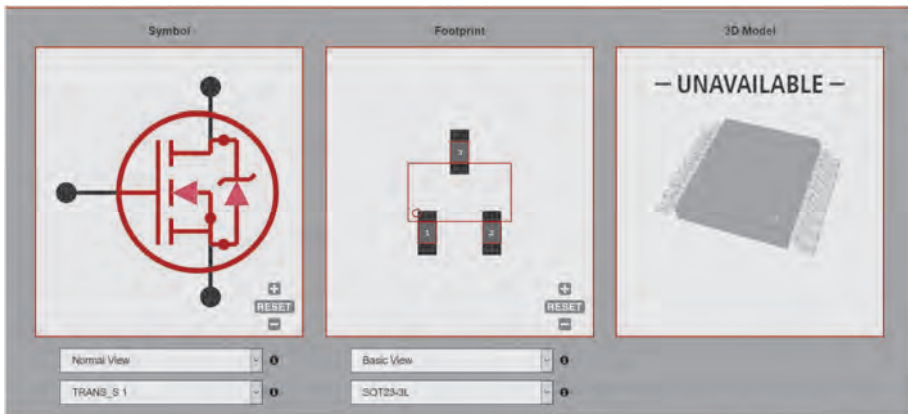 Symbol
Footprint
3D Model
— UNAVAILABLE —
3
1
2
RESET
RESET
Normal View
Basic View
TRANS_S 1
SOT23-3L